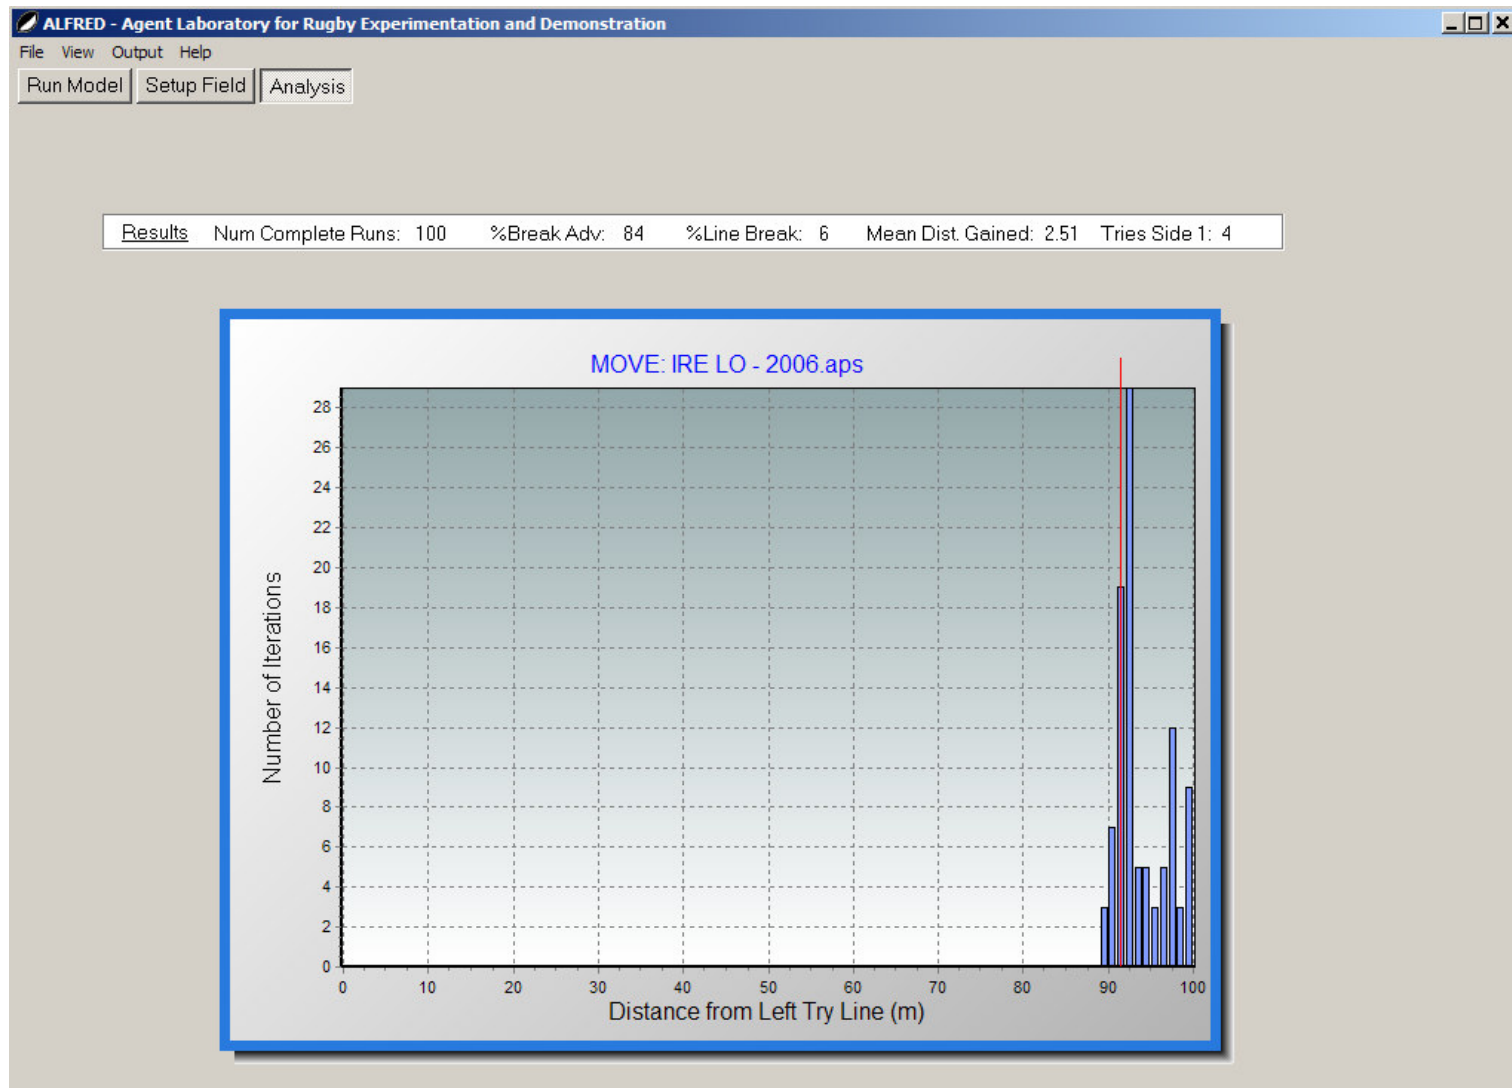 ALFRED - Agent Laboratory for Rugby Experimentation and Demonstration
File View Output Help
Run Model Setup Field Analysis
Results Num Complete Runs: 100 %Break Adv: 84 %Line Break: 6 Mean Dist. Gained: 2.51 Tries Side 1: 4
MOVE: IRE LO - 2006.aps
Number of Iterations
28
26
24
22
20
18
16
14
12
10
8
6
4
2
0
0 10 20 30 40 50 60 70 80 90 100
Distance from Left Try Line (m)